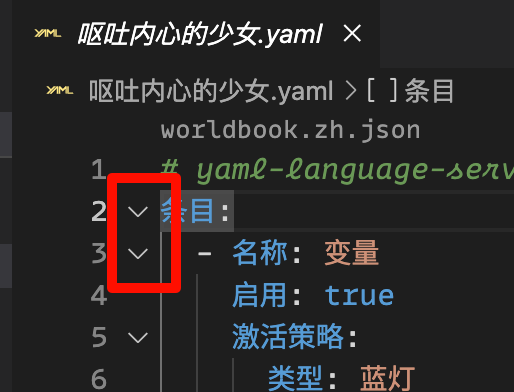 YAML 呕吐内心的少女.yaml ×
YAML 呕吐内心的少女.yaml > [ ] 条目
worldbook.zh.json
1 # yaml-language-serv
2 条目:
3 - 名称: 变量
4 启用: true
5 激活策略:
6 类型: 蓝灯